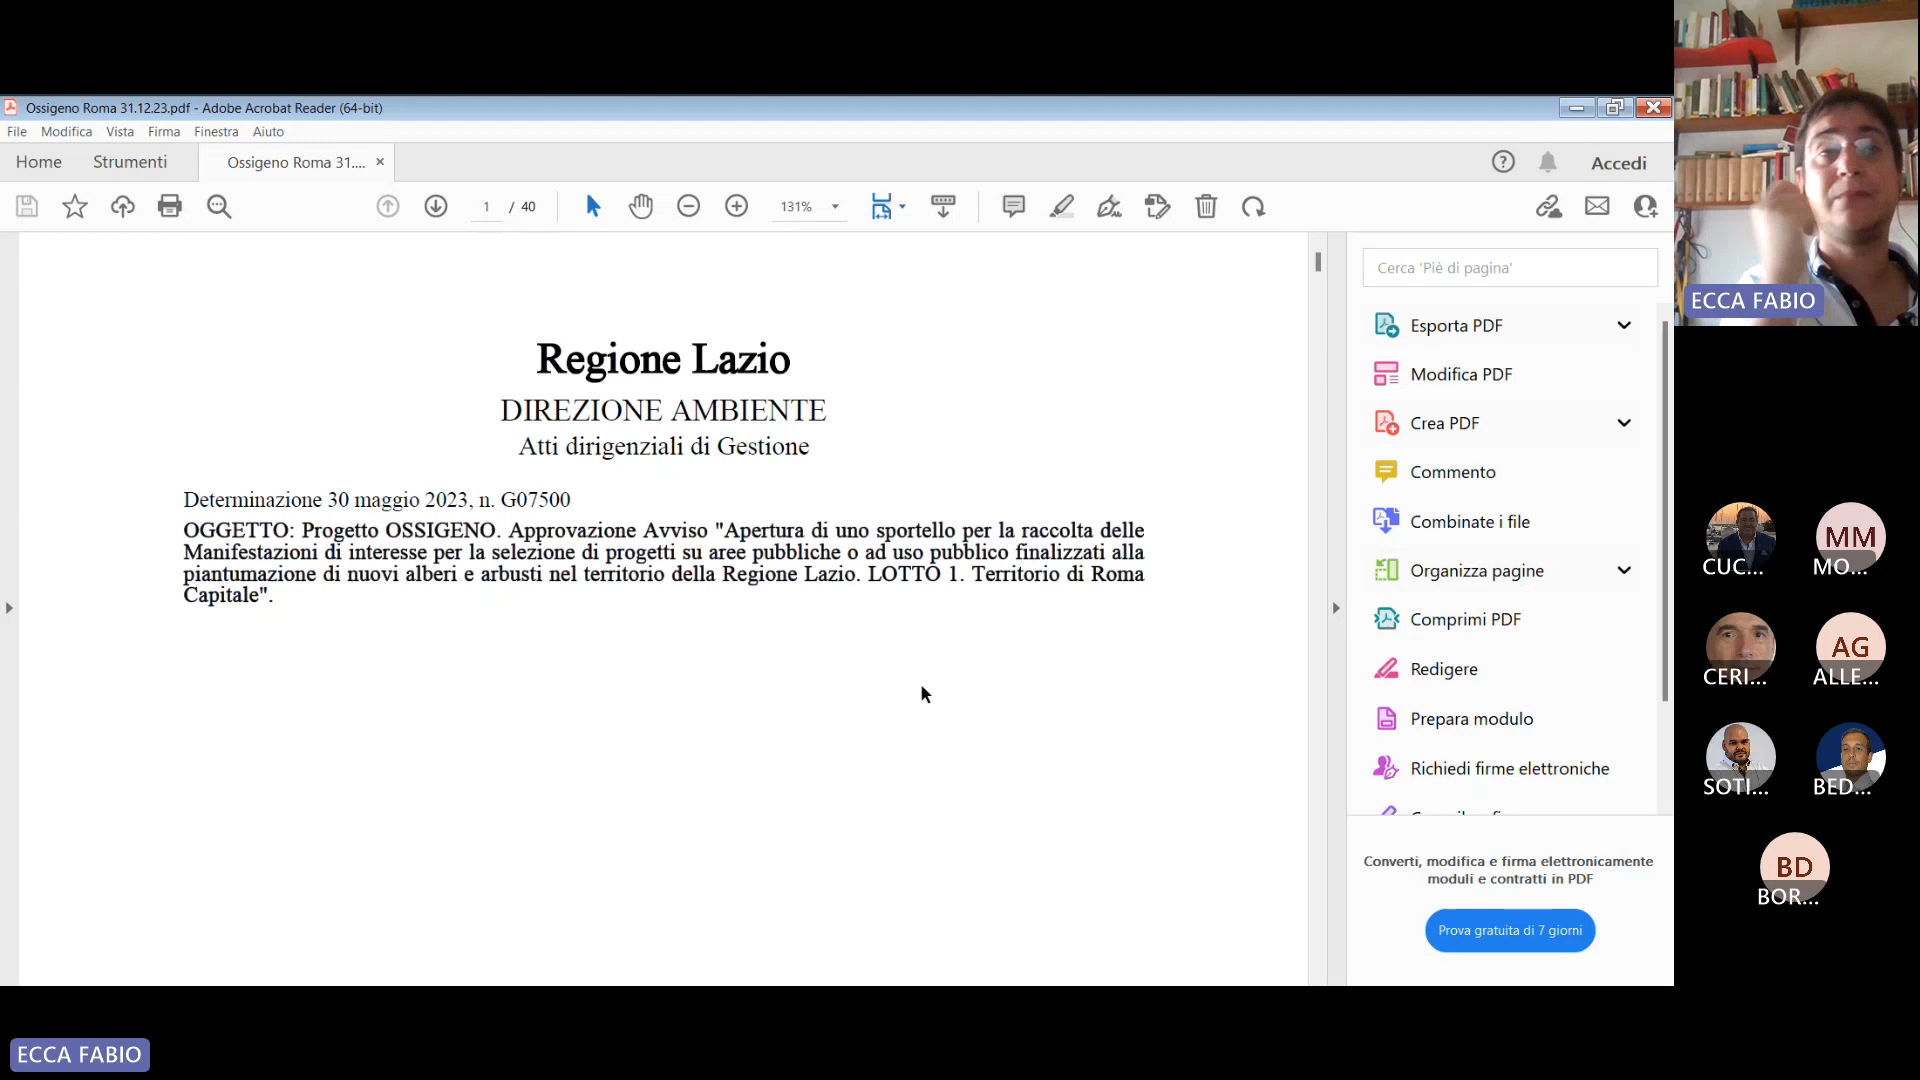 Ossigeno Roma 31.12.23.pdf - Adobe Acrobat Reader (64-bit)
File Modifica Vista Firma Finestra Aiuto
Home Strumenti Ossigeno Roma 31.... × Accedi
1 / 40 131%
Regione Lazio
DIREZIONE AMBIENTE
Atti dirigenziali di Gestione
Determinazione 30 maggio 2023, n. G07500
OGGETTO: Progetto OSSIGENO. Approvazione Avviso "Apertura di uno sportello per la raccolta delle
Manifestazioni di interesse per la selezione di progetti su aree pubbliche o ad uso pubblico finalizzati alla
piantumazione di nuovi alberi e arbusti nel territorio della Regione Lazio. LOTTO 1. Territorio di Roma
Capitale".
Cerca 'Piè di pagina'
Esporta PDF
Modifica PDF
Crea PDF
Commento
Combinate i file
Organizza pagine
Comprimi PDF
Redigere
Prepara modulo
Richiedi firme elettroniche
Converti, modifica e firma elettronicamente
moduli e contratti in PDF
Prova gratuita di 7 giorni
ECCA FABIO
CUC...
MM
MO...
CERI...
AG
ALLE...
SOTI...
BED...
BD
BOR...
ECCA FABIO